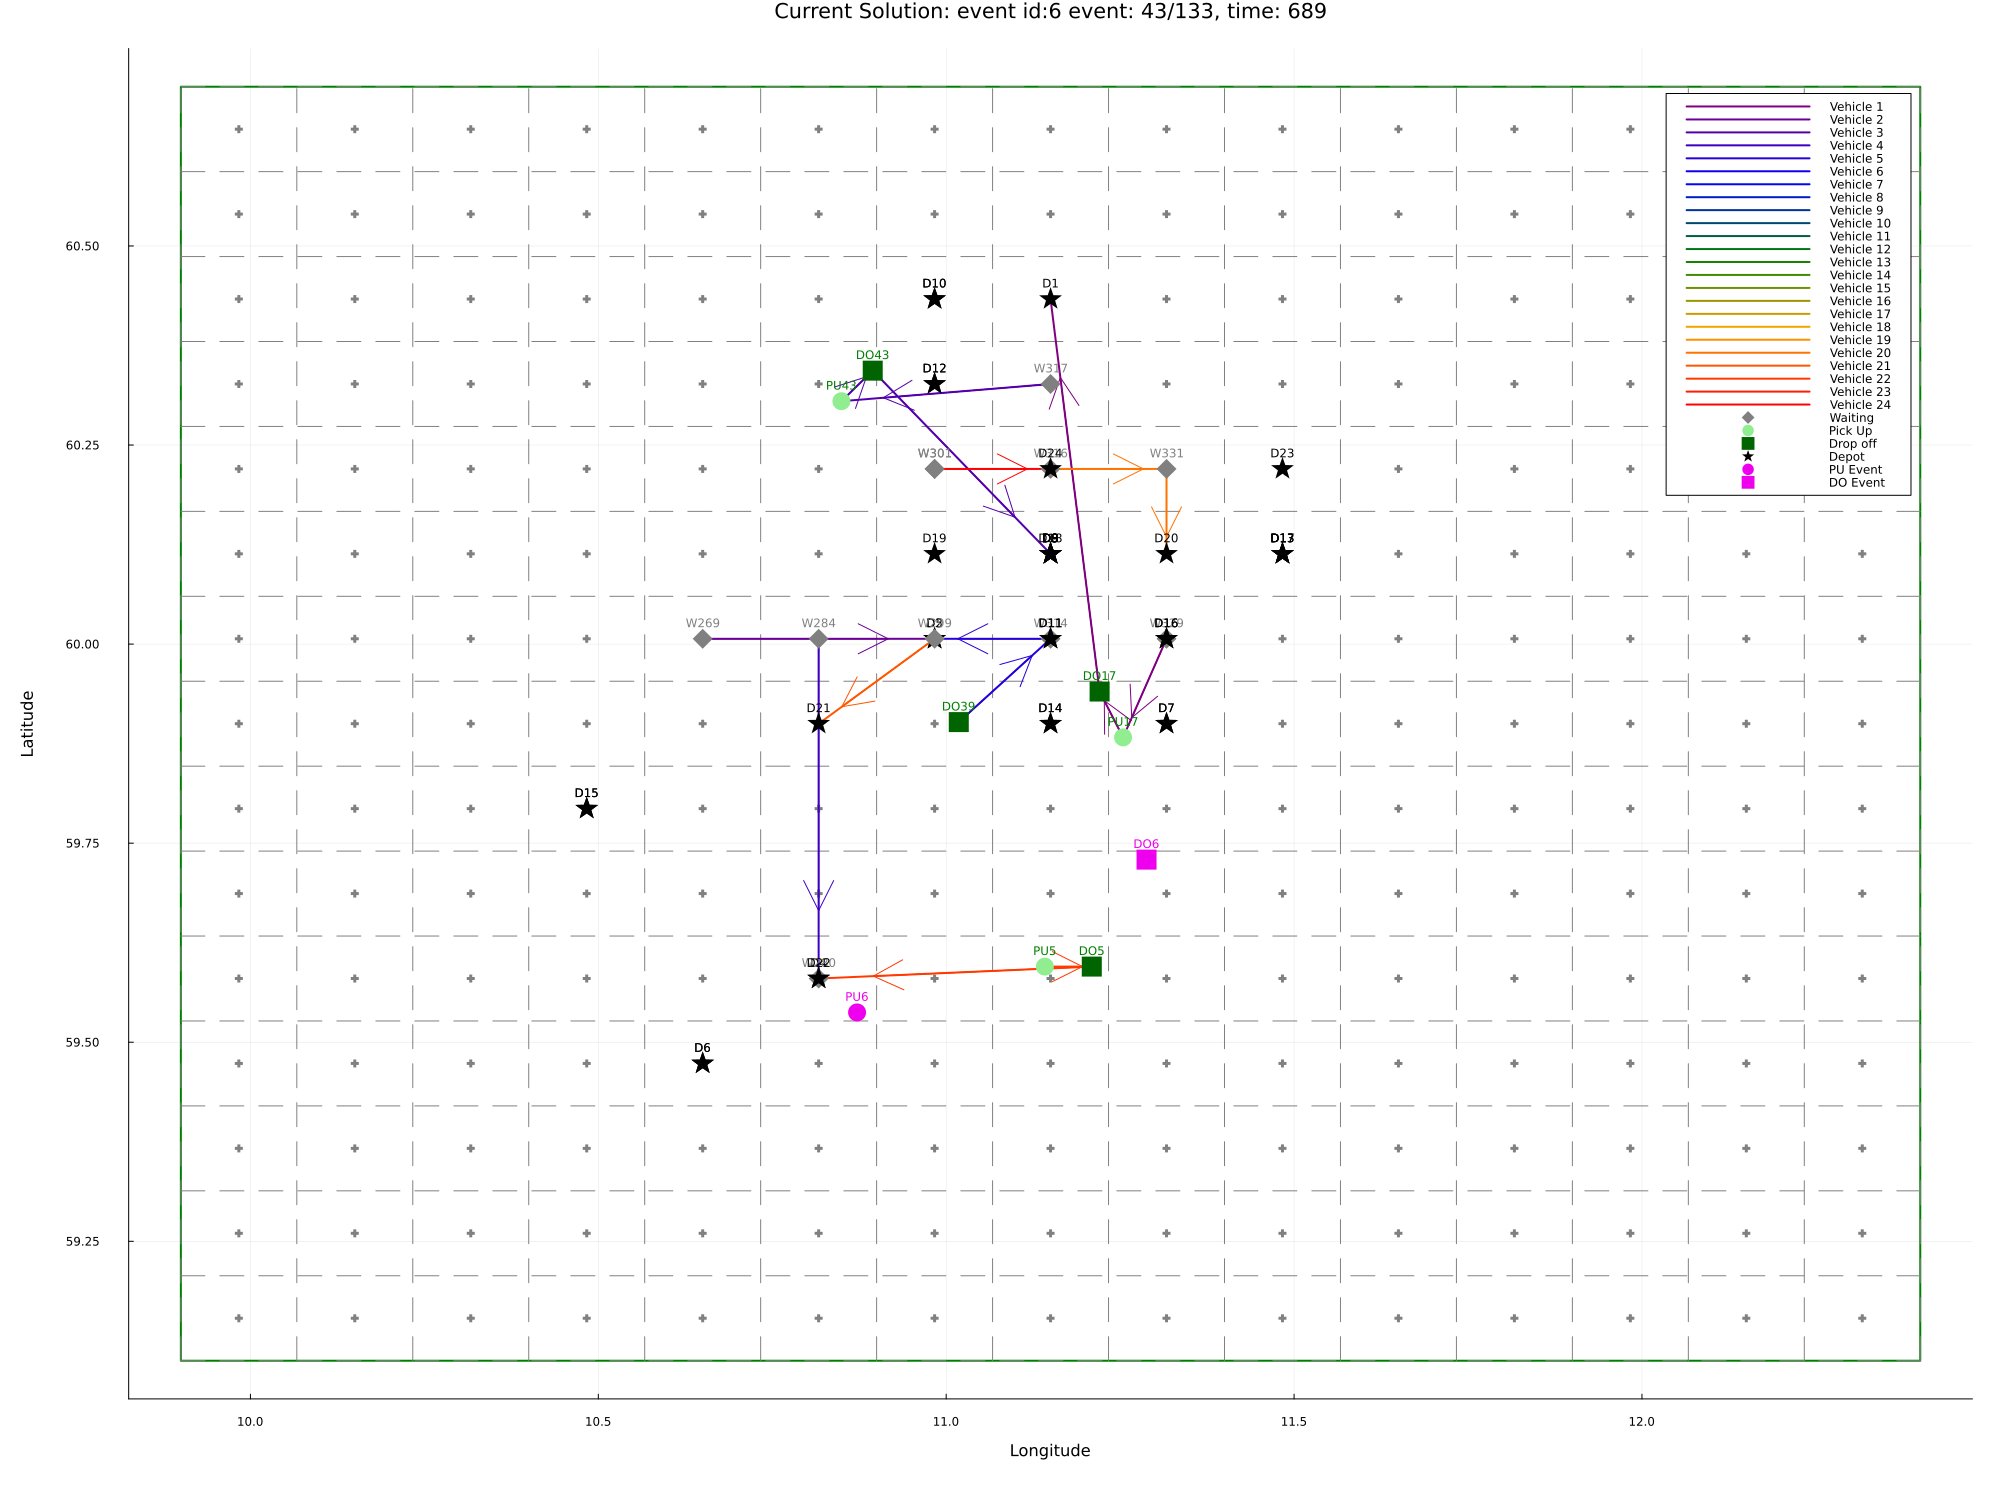 Current Solution: event id:6 event: 43/133, time: 689
Vehicle 1
Vehicle 2
Vehicle 3
Vehicle 4
Vehicle 5
Vehicle 6
Vehicle 7
Vehicle 8
Vehicle 9
Vehicle 10
Vehicle 11
Vehicle 12
Vehicle 13
Vehicle 14
Vehicle 15
Vehicle 16
Vehicle 17
Vehicle 18
Vehicle 19
Vehicle 20
Vehicle 21
Vehicle 22
Vehicle 23
Vehicle 24
Waiting
Pick Up
Drop off
Depot
PU Event
DO Event
60.50
60.25
60.00
59.75
59.50
59.25
Latitude
D10
D1
DO43
D12
W317
PU43
W301
D24
W331
D23
D19
D20
W269
W284
D11
D16
DO17
D21
DO39
D14
D7
PU17
D15
DO6
PU5
DO5
D22
PU6
D6
10.0
10.5
11.0
11.5
12.0
Longitude